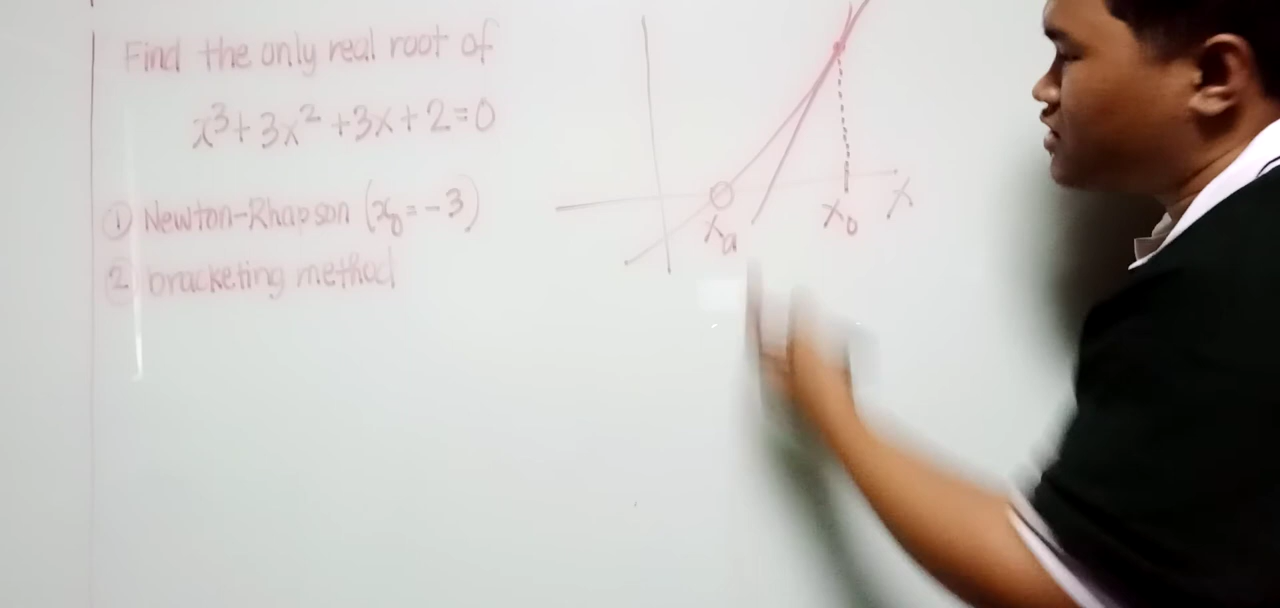 Find the only real root of
x³+3x²+3x+2=0
① Newton-Rhapson (x₀=-3)
② bracketing method
xₐ
x₀
x